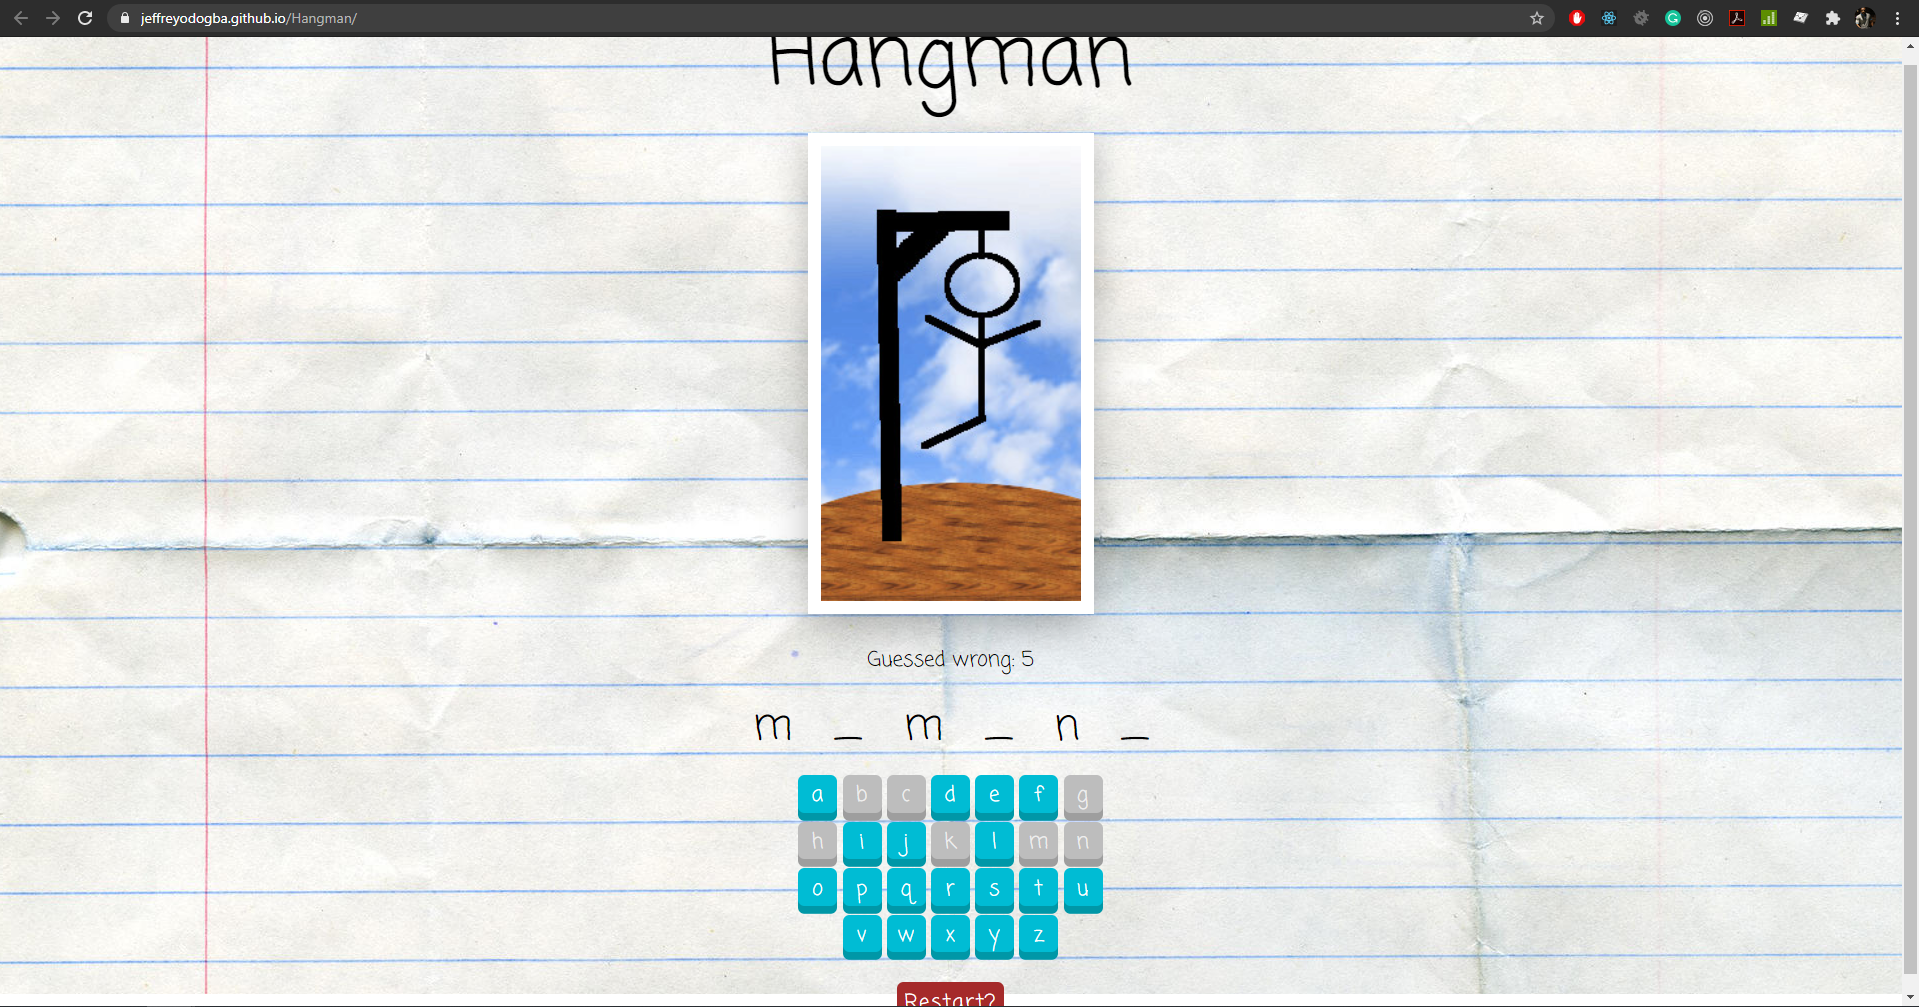 jeffreyodogba.github.io/Hangman/
Hangman
Guessed wrong: 5
m _ m _ n _
a b c d e f g
h i j k l m n
o p q r s t u
v w x y z
Restart?